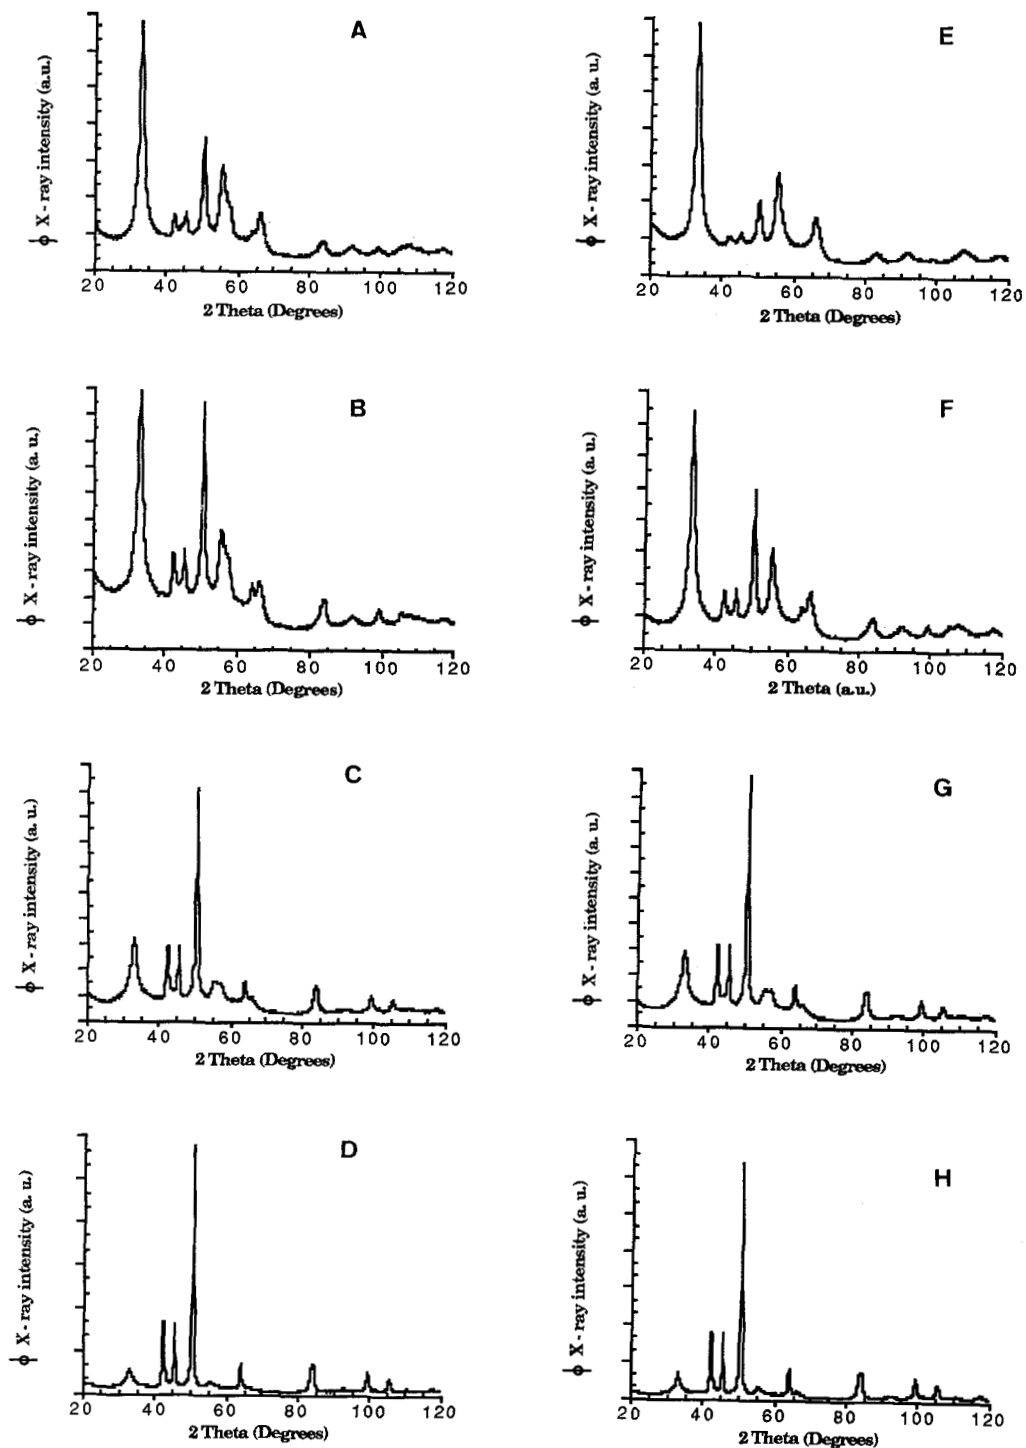 A
X - ray intensity (a.u.)
20 40 60 80 100 120
2 Theta (Degrees)
E
X - ray intensity (a. u.)
20 40 60 80 100 120
2 Theta (Degrees)
B
X - ray intensity (a. u.)
20 40 60 80 100 120
2 Theta (Degrees)
F
X - ray intensity (a. u.)
20 40 60 80 100 120
2 Theta (a.u.)
C
X - ray intensity (a. u.)
20 40 60 80 100 120
2 Theta (Degrees)
G
X - ray intensity (a. u.)
20 40 60 80 100 120
2 Theta (Degrees)
D
X - ray intensity (a. u.)
20 40 60 80 100 120
2 Theta (Degrees)
H
X - ray intensity (a. u.)
20 40 60 80 100 120
2 Theta (Degrees)